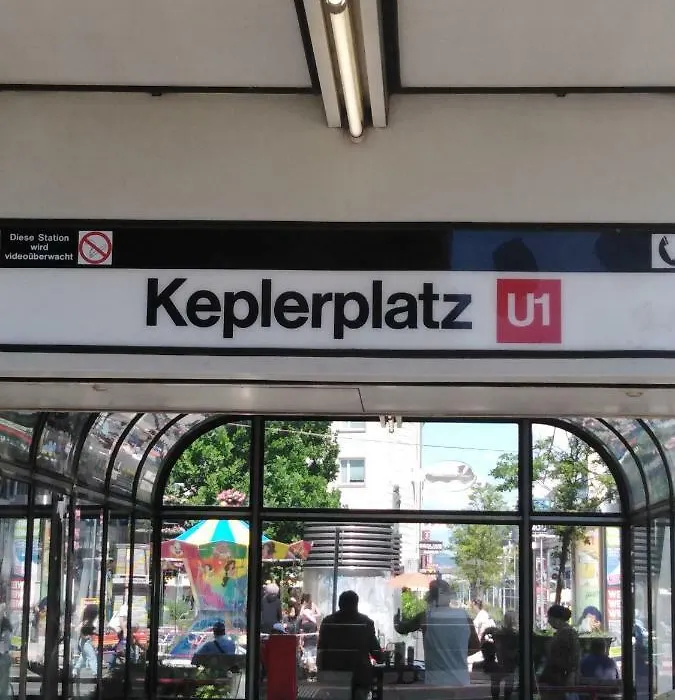 Diese Station
wird
videoüberwacht
Keplerplatz U1